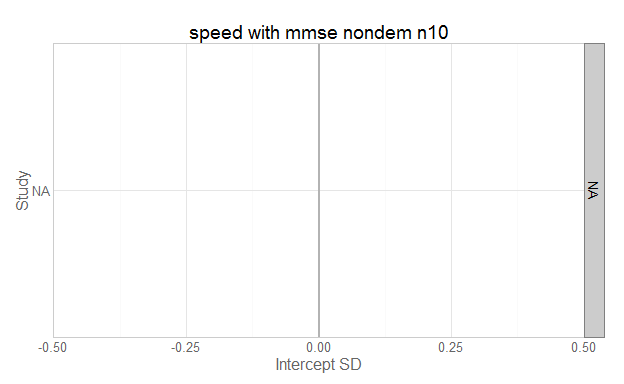 speed with mmse nondem n10
Study
NA
NA
-0.50 -0.25 0.00 0.25 0.50
Intercept SD